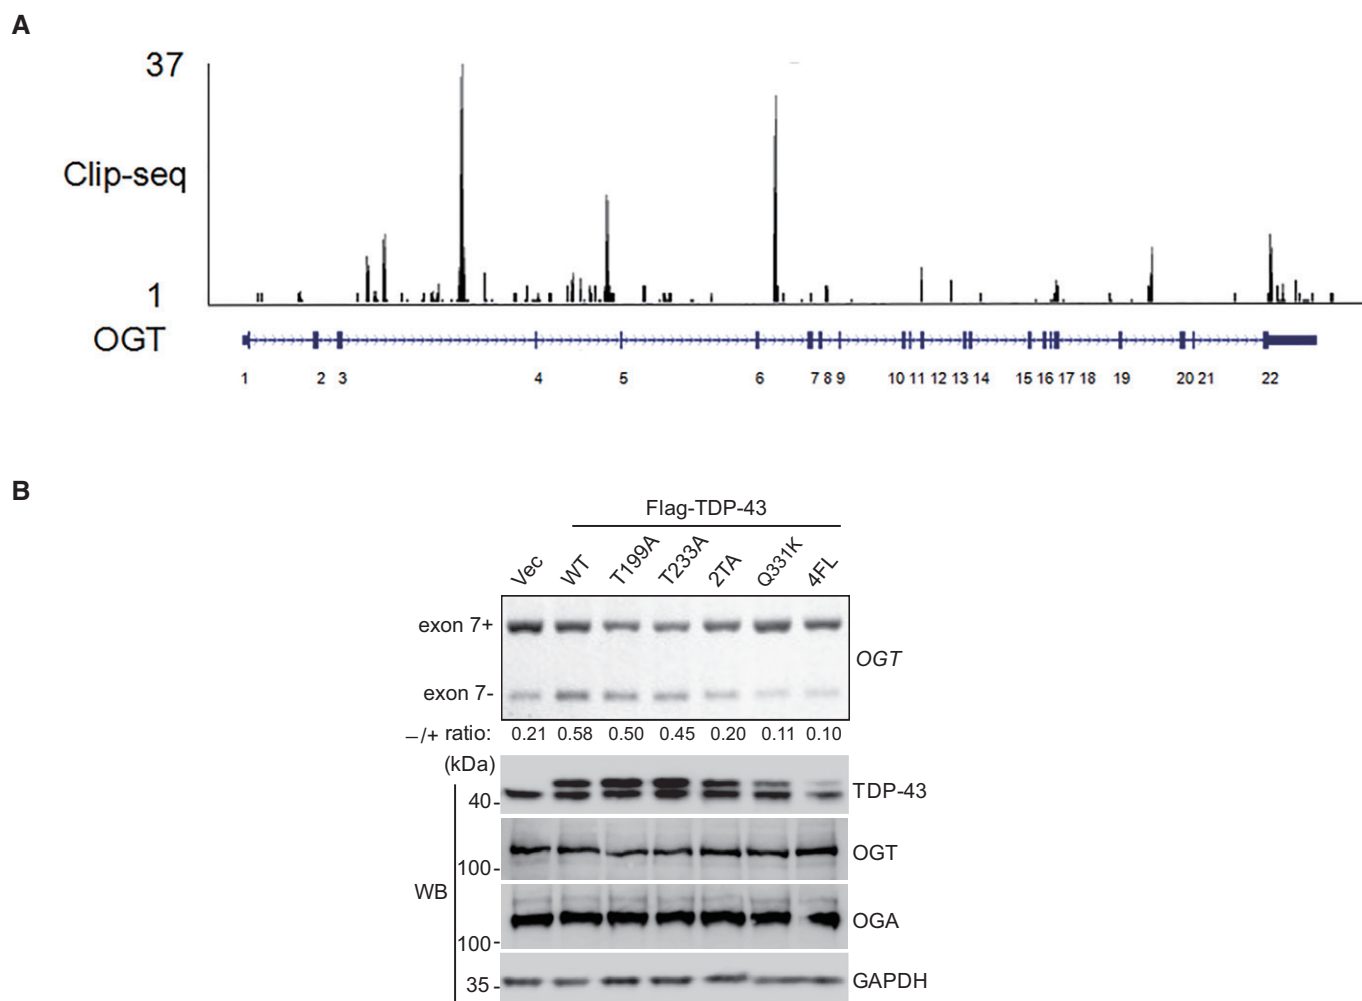 A
37
Clip-seq
1
OGT
1 2 3 4 5 6 7 8 9 10 11 12 13 14 15 16 17 18 19 20 21 22
B
Flag-TDP-43
Vec WT T199A T233A 2TA Q331K 4FL
exon 7+
OGT
exon 7-
−/+ ratio: 0.21 0.58 0.50 0.45 0.20 0.11 0.10
(kDa)
40 TDP-43
OGT
100
WB
OGA
100
35 GAPDH